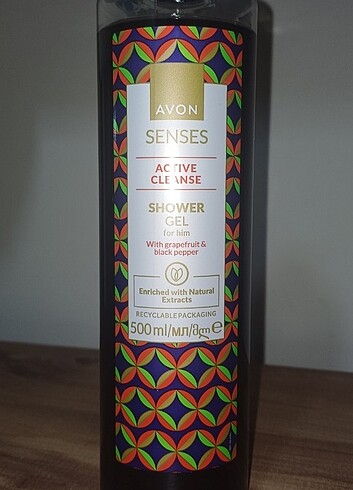 AVON
SENSES
ACTIVE
CLEANSE
SHOWER
GEL
for him
With grapefruit &
black pepper
Enriched with Natural
Extracts
RECYCLABLE PACKAGING
500 ml/мл/მლ e